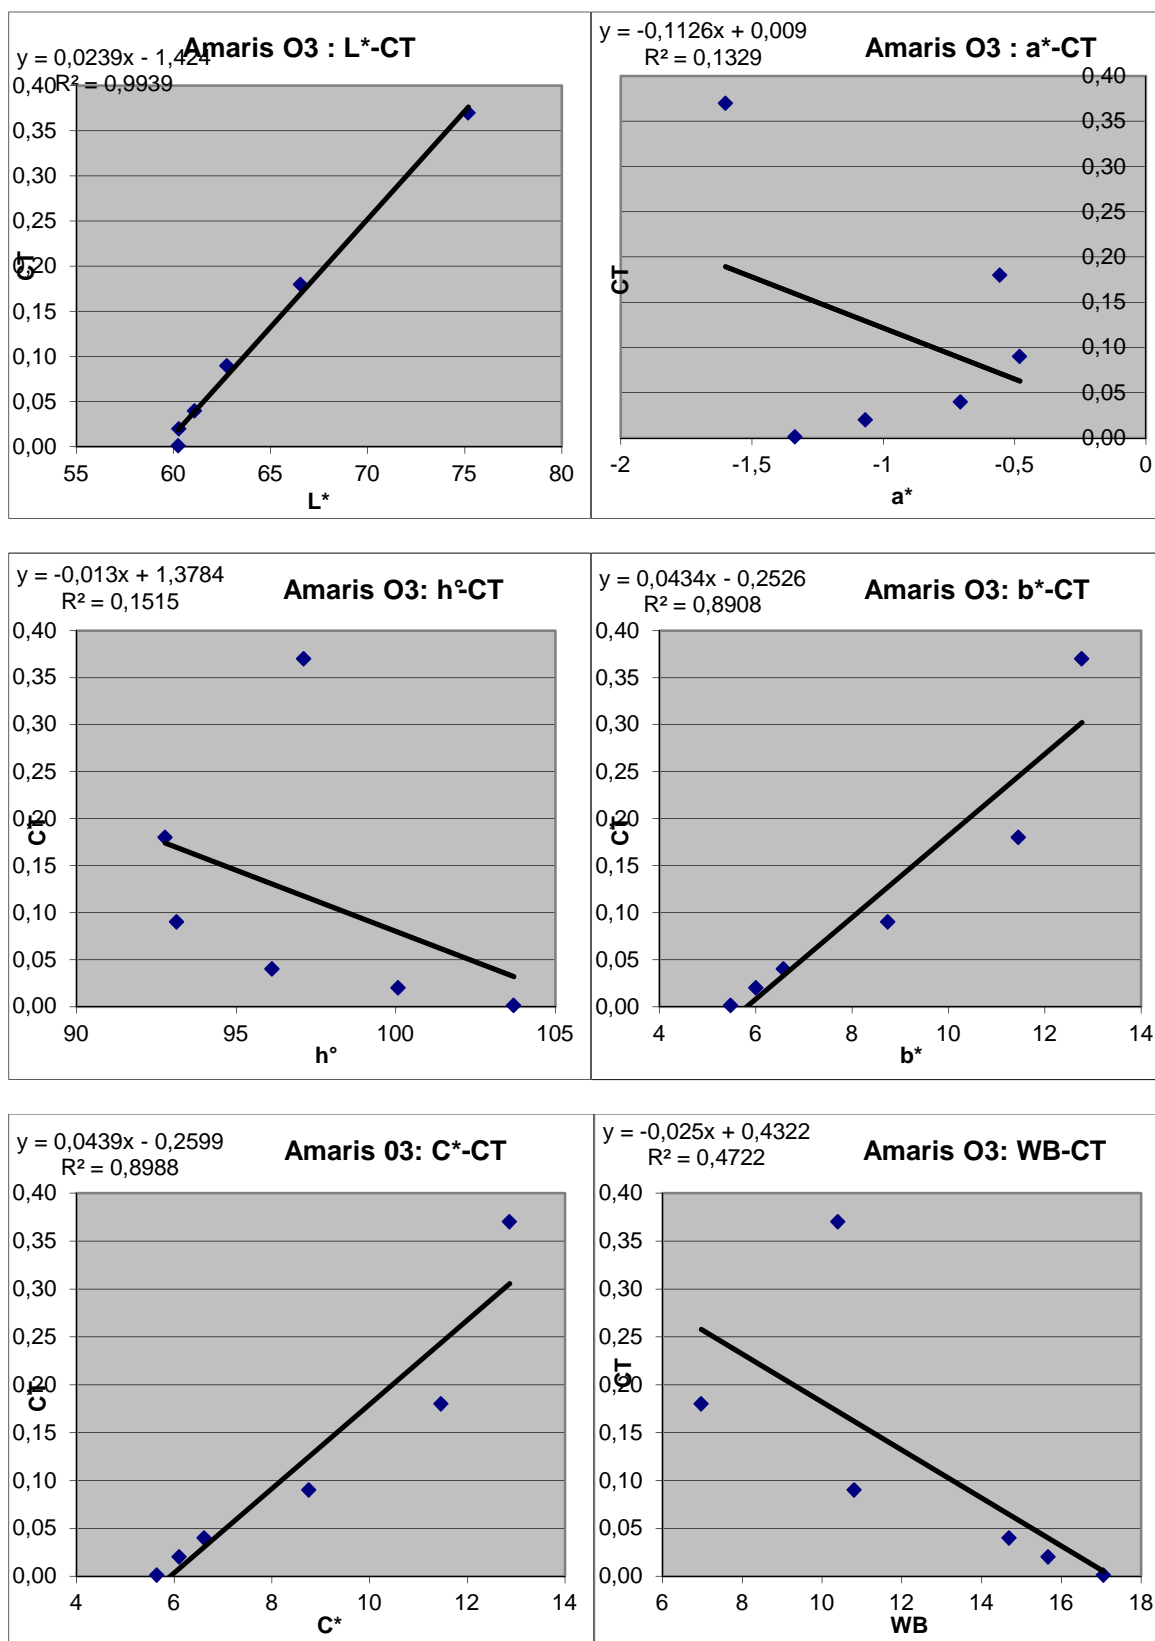 y = 0,0239x - 1,424
R² = 0,9939
Amaris O3 : L*-CT
0,40
0,35
0,30
0,25
0,20
0,15
0,10
0,05
0,00
CT
55 60 65 70 75 80
L*
y = -0,1126x + 0,009
R² = 0,1329
Amaris O3 : a*-CT
0,40
0,35
0,30
0,25
0,20
0,15
0,10
0,05
0,00
CT
-2 -1,5 -1 -0,5 0
a*
y = -0,013x + 1,3784
R² = 0,1515
Amaris O3: h°-CT
0,40
0,35
0,30
0,25
0,20
0,15
0,10
0,05
0,00
CT
90 95 100 105
h°
y = 0,0434x - 0,2526
R² = 0,8908
Amaris O3: b*-CT
0,40
0,35
0,30
0,25
0,20
0,15
0,10
0,05
0,00
CT
4 6 8 10 12 14
b*
y = 0,0439x - 0,2599
R² = 0,8988
Amaris 03: C*-CT
0,40
0,35
0,30
0,25
0,20
0,15
0,10
0,05
0,00
CT
4 6 8 10 12 14
C*
y = -0,025x + 0,4322
R² = 0,4722
Amaris O3: WB-CT
0,40
0,35
0,30
0,25
0,20
0,15
0,10
0,05
0,00
CT
6 8 10 12 14 16 18
WB